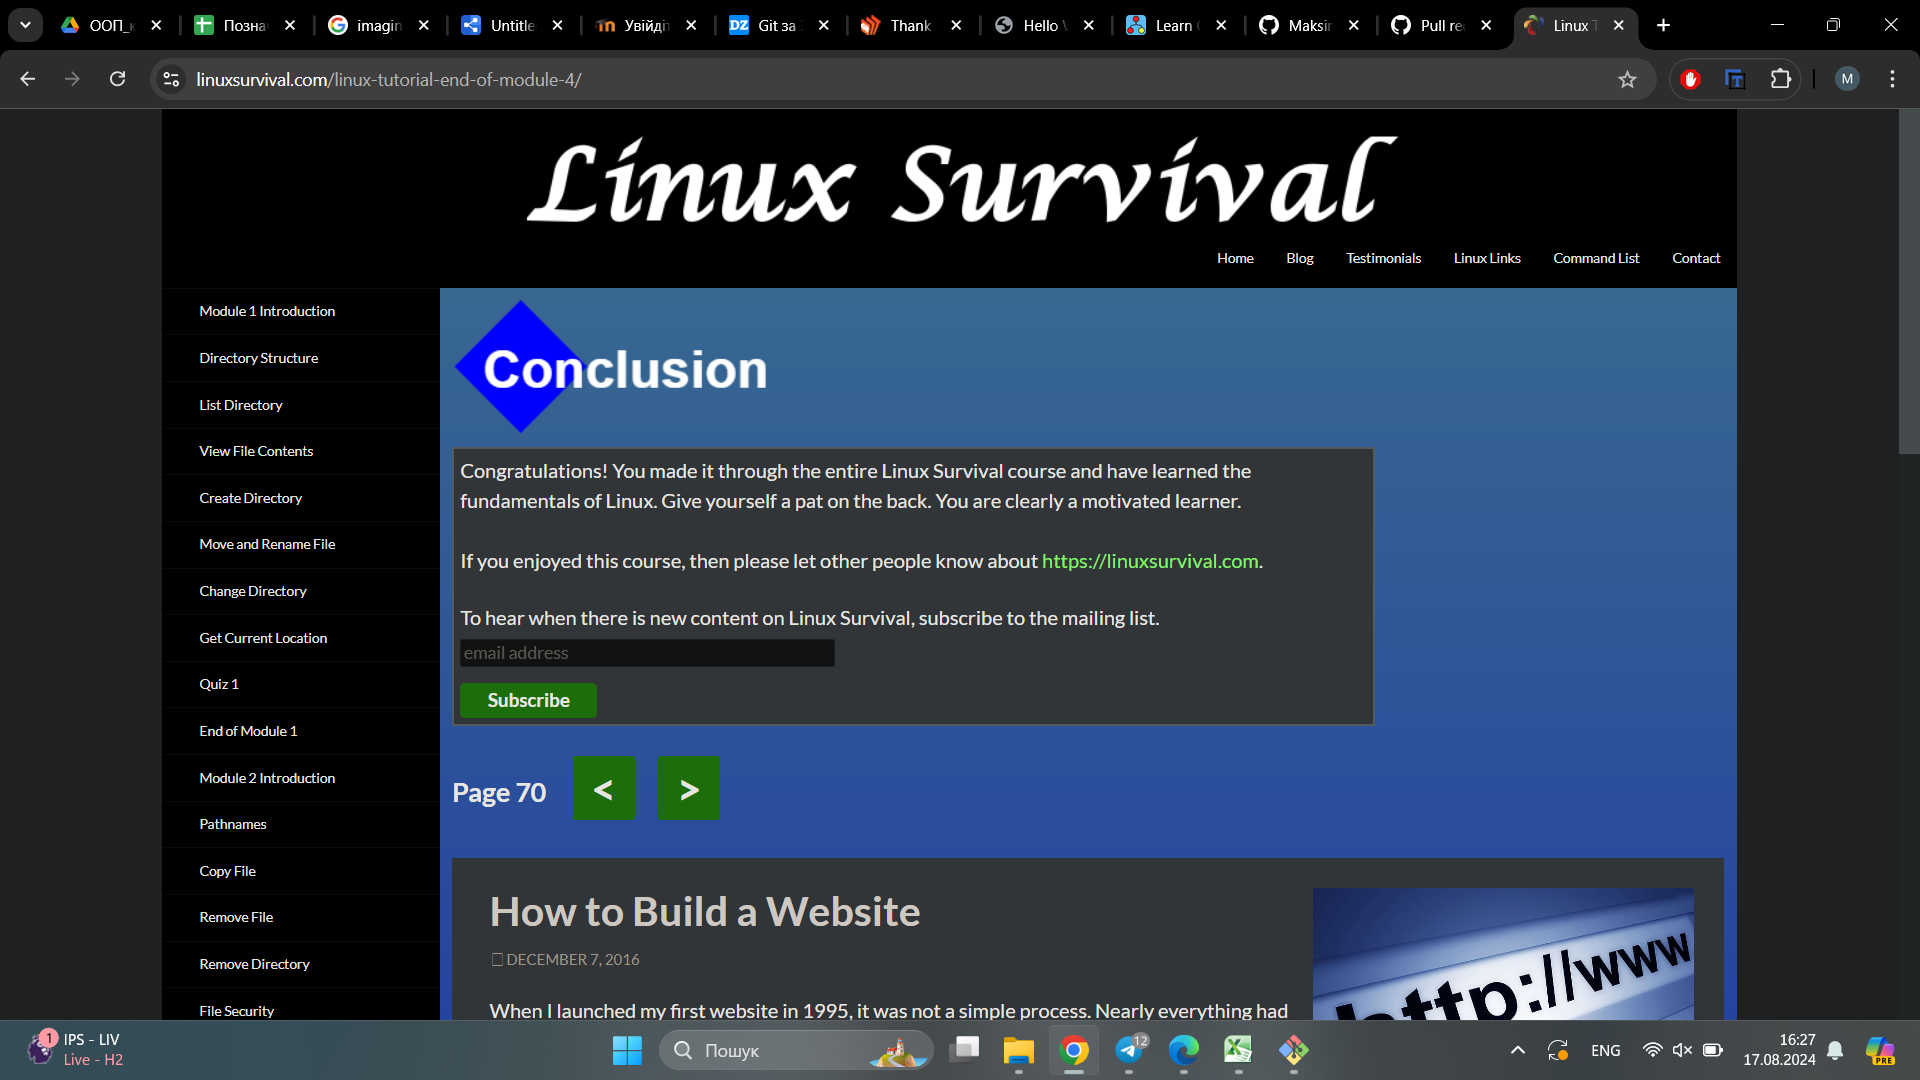 ООП_к
Позна
imagin
Untitle
Увійдіт
Git за
Thank
Hello
Learn
Maksir
Pull re
Linux T
linuxsurvival.com/linux-tutorial-end-of-module-4/
M
Linux Survival
Home Blog Testimonials Linux Links Command List Contact
Module 1 Introduction
Directory Structure
List Directory
View File Contents
Create Directory
Move and Rename File
Change Directory
Get Current Location
Quiz 1
End of Module 1
Module 2 Introduction
Pathnames
Copy File
Remove File
Remove Directory
File Security
Conclusion
Congratulations! You made it through the entire Linux Survival course and have learned the
fundamentals of Linux. Give yourself a pat on the back. You are clearly a motivated learner.
If you enjoyed this course, then please let other people know about https://linuxsurvival.com.
To hear when there is new content on Linux Survival, subscribe to the mailing list.
email address
Subscribe
Page 70 < >
How to Build a Website
DECEMBER 7, 2016
When I launched my first website in 1995, it was not a simple process. Nearly everything had
http://www
1
IPS - LIV
Live - H2
Пошук
12
ENG
16:27
17.08.2024
PRE